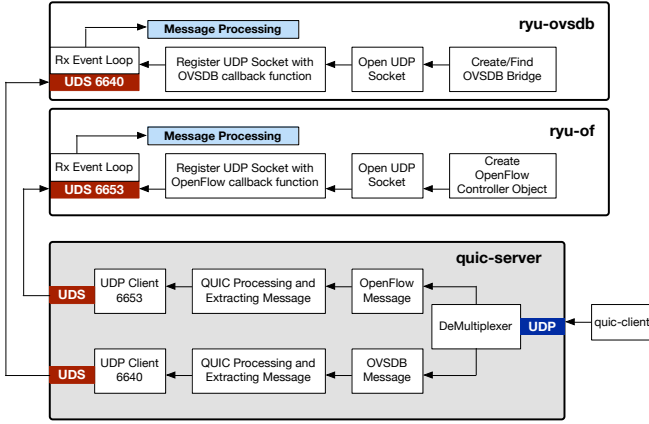 ryu-ovsdb
Message Processing
Rx Event Loop
UDS 6640
Register UDP Socket with
OVSDB callback function
Open UDP
Socket
Create/Find
OVSDB Bridge
ryu-of
Message Processing
Rx Event Loop
UDS 6653
Register UDP Socket with
OpenFlow callback function
Open UDP
Socket
Create
OpenFlow
Controller Object
quic-server
UDS
UDP Client
6653
QUIC Processing and
Extracting Message
OpenFlow
Message
DeMultiplexer
UDP
quic-client
UDS
UDP Client
6640
QUIC Processing and
Extracting Message
OVSDB
Message